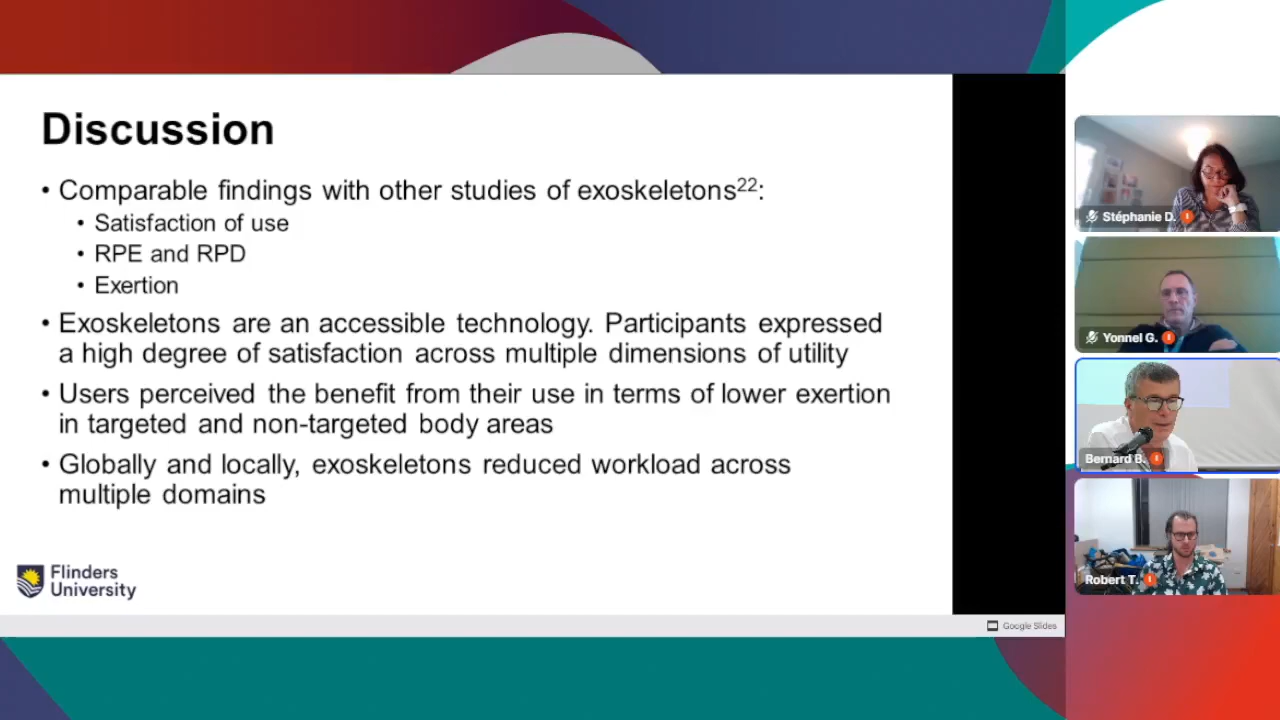 Discussion
• Comparable findings with other studies of exoskeletons22:
• Satisfaction of use
• RPE and RPD
• Exertion
• Exoskeletons are an accessible technology. Participants expressed
a high degree of satisfaction across multiple dimensions of utility
• Users perceived the benefit from their use in terms of lower exertion
in targeted and non-targeted body areas
• Globally and locally, exoskeletons reduced workload across
multiple domains
Flinders
University
Google Slides
Stéphanie D.
Yonnel G.
Bernard B.
Robert T.